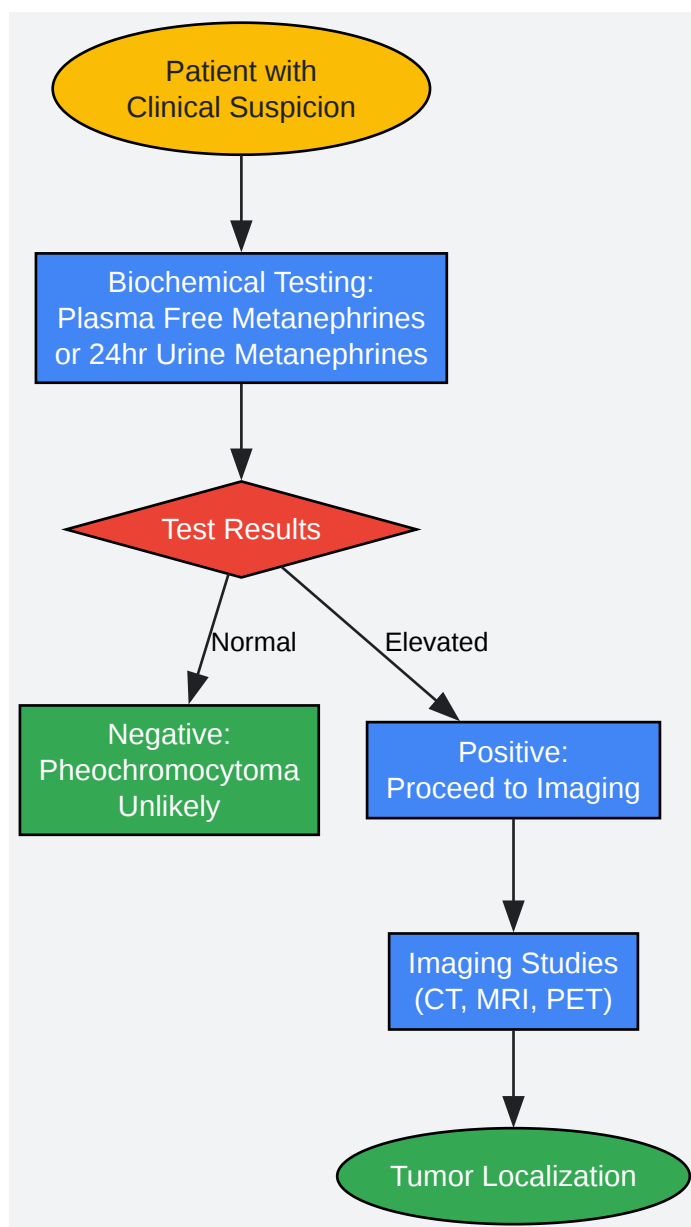 Patient with
Clinical Suspicion
Biochemical Testing:
Plasma Free Metanephrines
or 24hr Urine Metanephrines
Test Results
Normal
Elevated
Negative:
Pheochromocytoma
Unlikely
Positive:
Proceed to Imaging
Imaging Studies
(CT, MRI, PET)
Tumor Localization